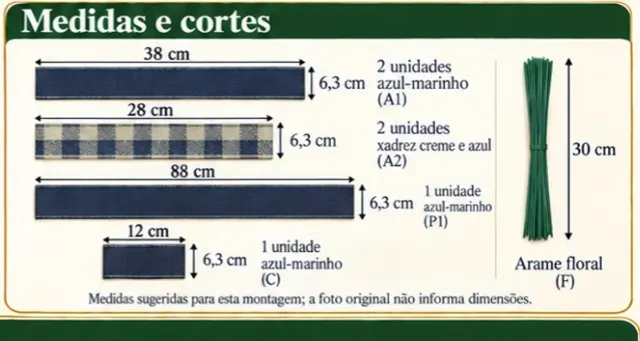 Medidas e cortes
38 cm
6,3 cm
2 unidades
azul-marinho
(A1)
28 cm
6,3 cm
2 unidades
xadrez creme e azul
(A2)
88 cm
6,3 cm
1 unidade
azul-marinho
(P1)
12 cm
6,3 cm
1 unidade
azul-marinho
(C)
30 cm
Arame floral
(F)
Medidas sugeridas para esta montagem; a foto original não informa dimensões.